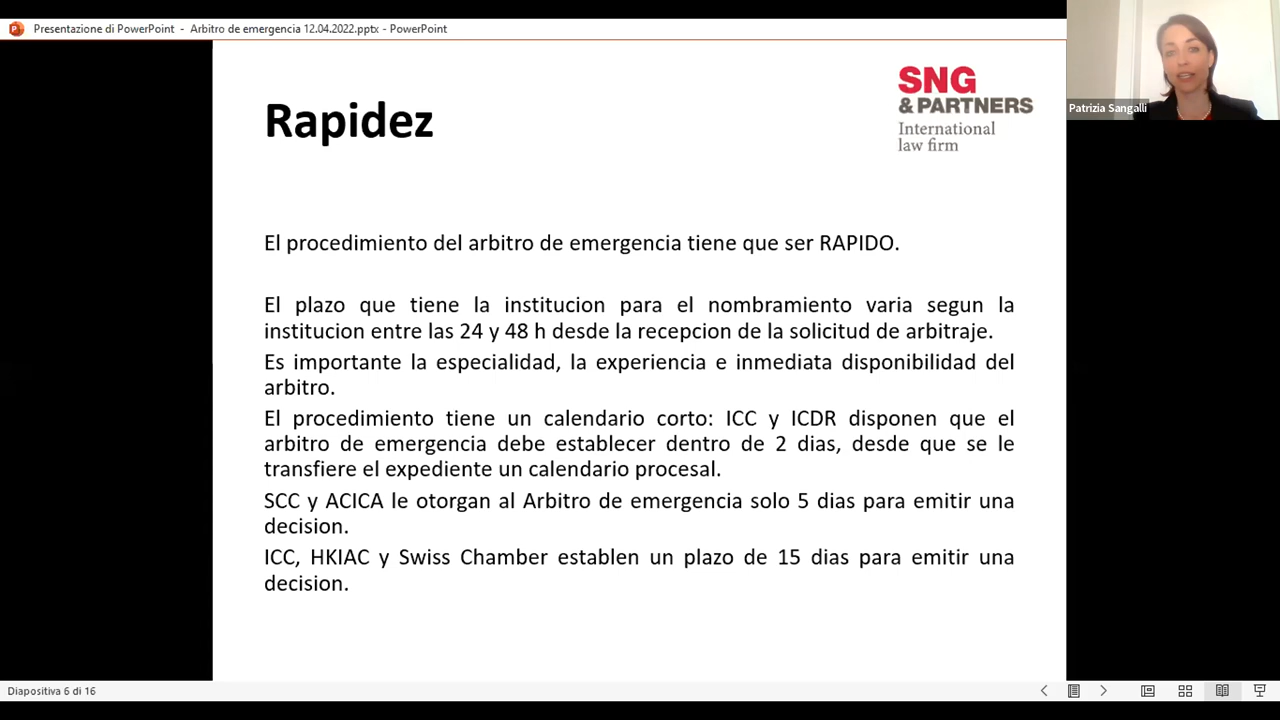 Presentazione di PowerPoint - Arbitro de emergencia 12.04.2022.pptx - PowerPoint
Patrizia Sangalli
SNG
& PARTNERS
International
law firm
Rapidez
El procedimiento del arbitro de emergencia tiene que ser RAPIDO.
El plazo que tiene la institucion para el nombramiento varia segun la
institucion entre las 24 y 48 h desde la recepcion de la solicitud de arbitraje.
Es importante la especialidad, la experiencia e inmediata disponibilidad del
arbitro.
El procedimiento tiene un calendario corto: ICC y ICDR disponen que el
arbitro de emergencia debe establecer dentro de 2 dias, desde que se le
transfiere el expediente un calendario procesal.
SCC y ACICA le otorgan al Arbitro de emergencia solo 5 dias para emitir una
decision.
ICC, HKIAC y Swiss Chamber establen un plazo de 15 dias para emitir una
decision.
Diapositiva 6 di 16